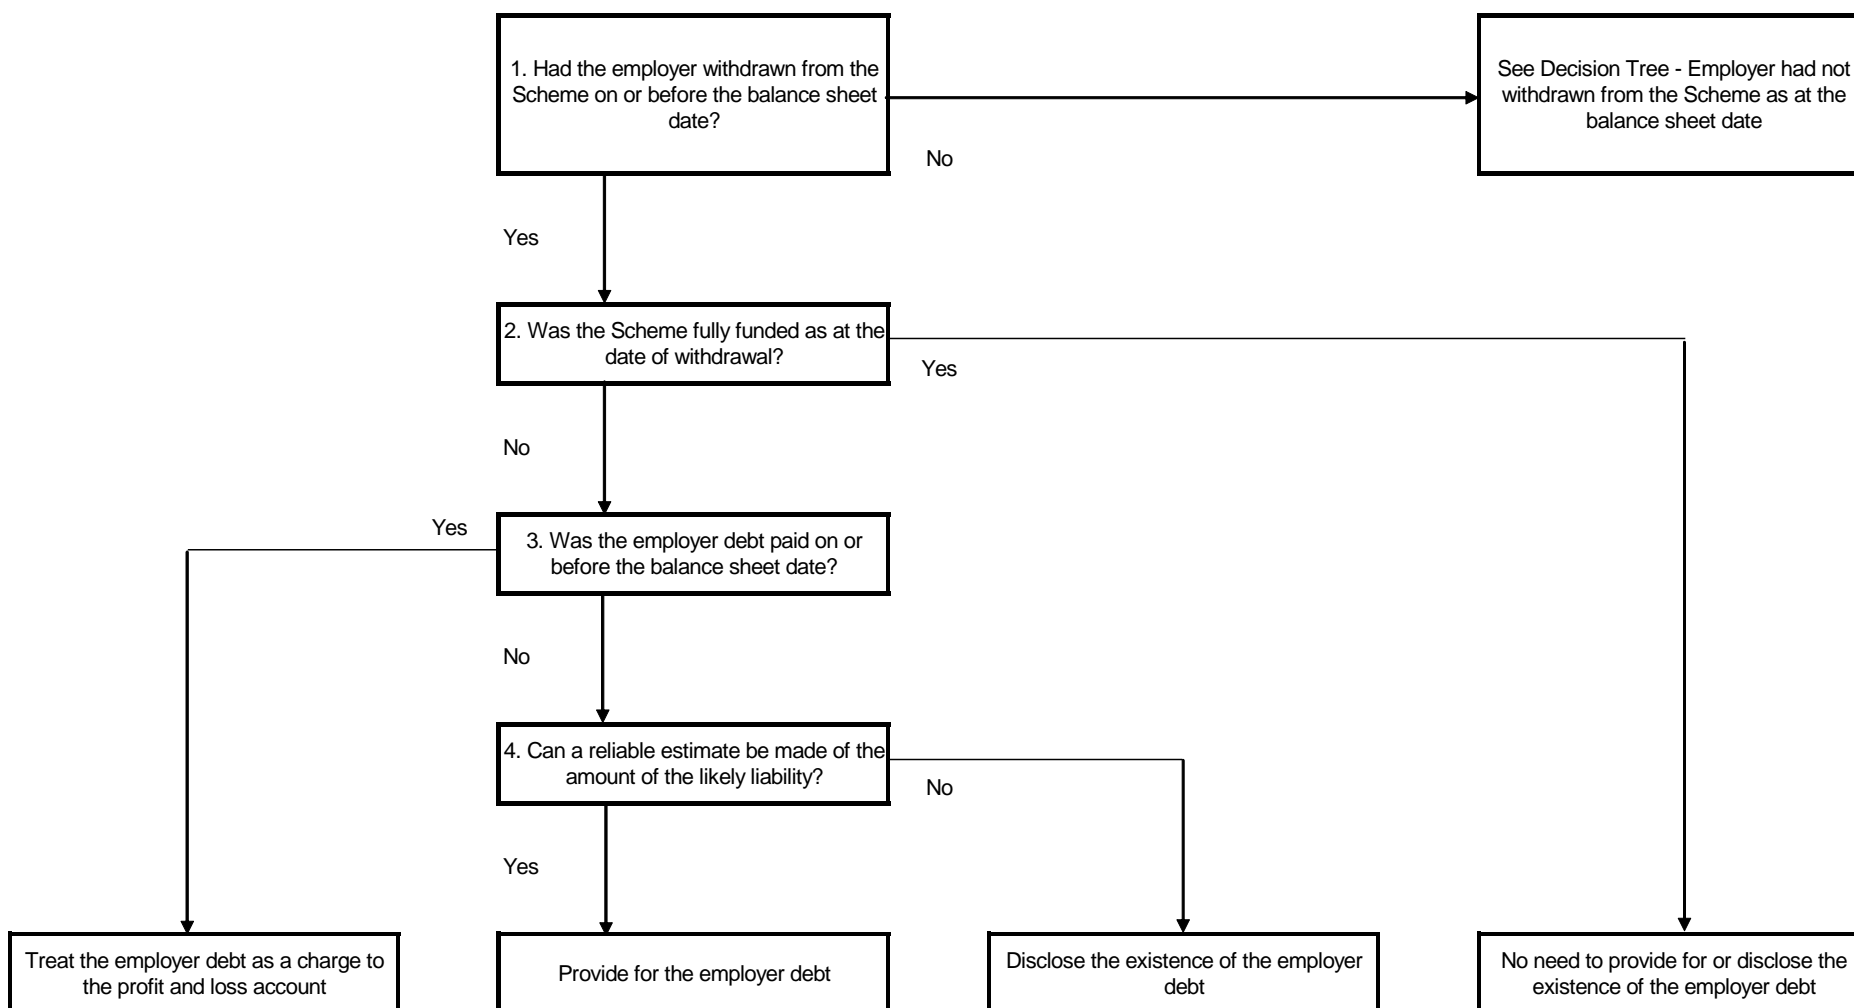 1. Had the employer withdrawn from the
Scheme on or before the balance sheet
date?
See Decision Tree - Employer had not
withdrawn from the Scheme as at the
balance sheet date
No
Yes
2. Was the Scheme fully funded as at the
date of withdrawal?
Yes
No
Yes
3. Was the employer debt paid on or
before the balance sheet date?
No
4. Can a reliable estimate be made of the
amount of the likely liability?
No
Yes
Treat the employer debt as a charge to
the profit and loss account
Provide for the employer debt
Disclose the existence of the employer
debt
No need to provide for or disclose the
existence of the employer debt